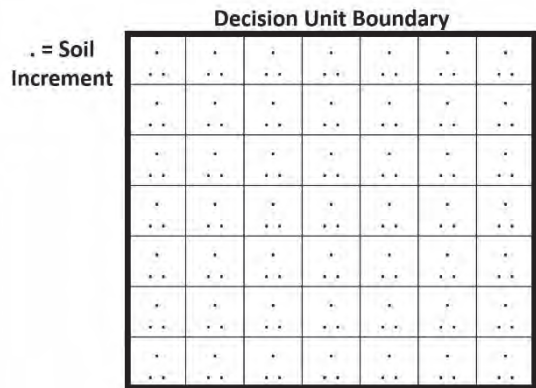 Decision Unit Boundary
. = Soil
Increment